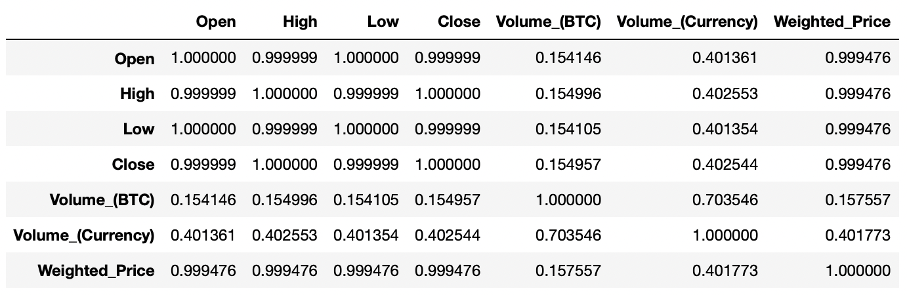 Open High Low Close Volume_(BTC) Volume_(Currency) Weighted_Price
Open 1.000000 0.999999 1.000000 0.999999 0.154146 0.401361 0.999476
High 0.999999 1.000000 0.999999 1.000000 0.154996 0.402553 0.999476
Low 1.000000 0.999999 1.000000 0.999999 0.154105 0.401354 0.999476
Close 0.999999 1.000000 0.999999 1.000000 0.154957 0.402544 0.999476
Volume_(BTC) 0.154146 0.154996 0.154105 0.154957 1.000000 0.703546 0.157557
Volume_(Currency) 0.401361 0.402553 0.401354 0.402544 0.703546 1.000000 0.401773
Weighted_Price 0.999476 0.999476 0.999476 0.999476 0.157557 0.401773 1.000000